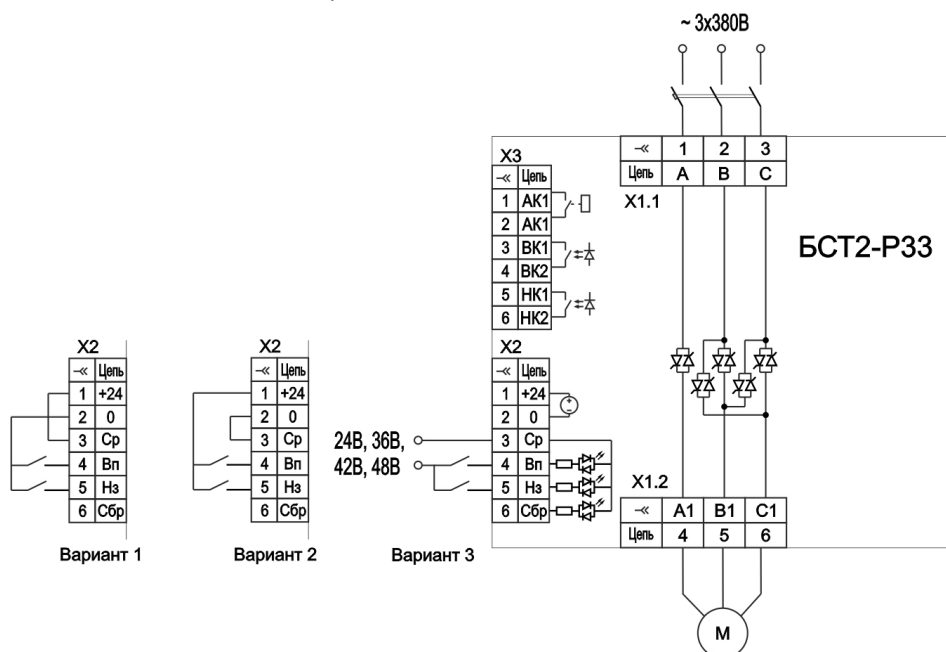 ~ 3x380В
X3
Цепь
1 АК1
2 АК1
3 ВК1
4 ВК2
5 НК1
6 НК2
1 2 3
Цепь А В С
X1.1
БСТ2-Р33
X2
Цепь
1 +24
2 0
3 Ср
4 Вп
5 Нз
6 Сбр
Вариант 1
X2
Цепь
1 +24
2 0
3 Ср
4 Вп
5 Нз
6 Сбр
Вариант 2
24В, 36В,
42В, 48В
X2
Цепь
1 +24
2 0
3 Ср
4 Вп
5 Нз
6 Сбр
Вариант 3
X1.2
А1 В1 С1
Цепь 4 5 6
М